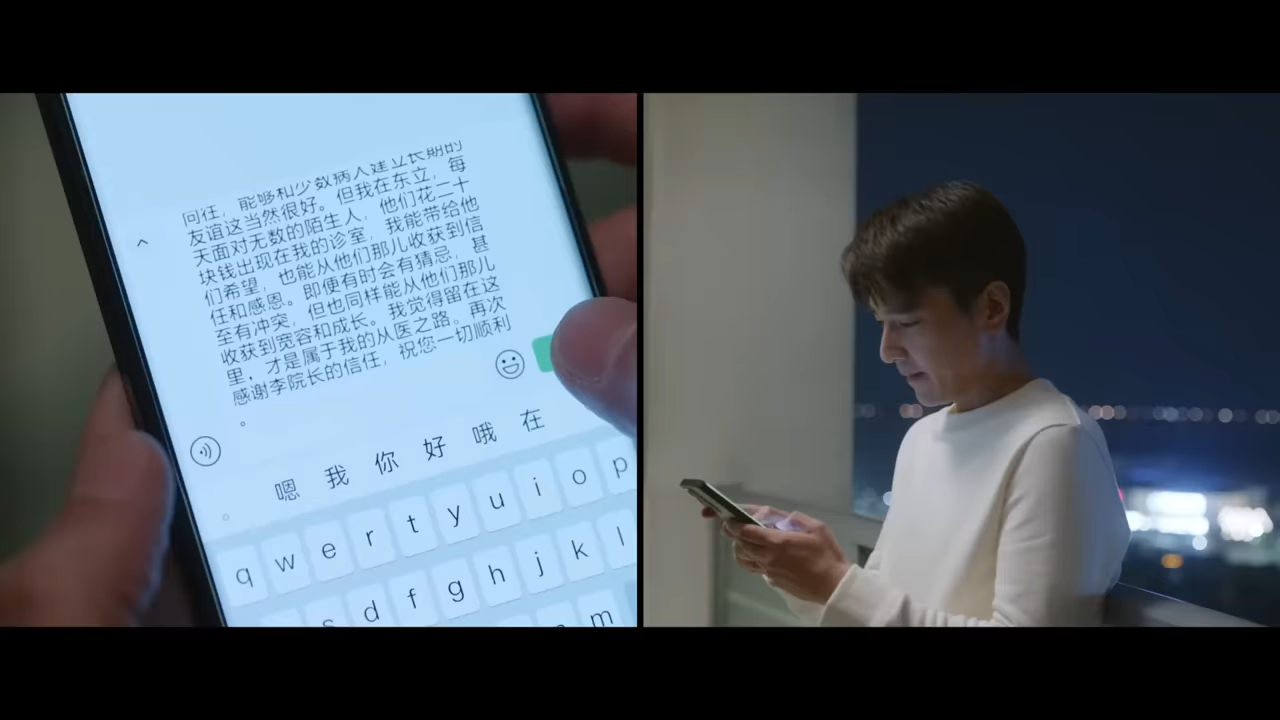 问任，能够和少数病人建立长期的
友谊这当然很好。但我在东立，每
天面对无数的陌生人，他们花二十
块钱出现在我的诊室，我能带给他
们希望，也能从他们那儿收获到信
任和感恩。即便有时会有猜忌，甚
至有冲突，但也同样能从他们那儿
收获到宽容和成长。我觉得留在这
里，才是属于我的从医之路。再次
感谢李院长的信任，祝您一切顺利
。
嗯 我 你 好 哦 在
q w e r t y u i o p
s d f g h j k l
m